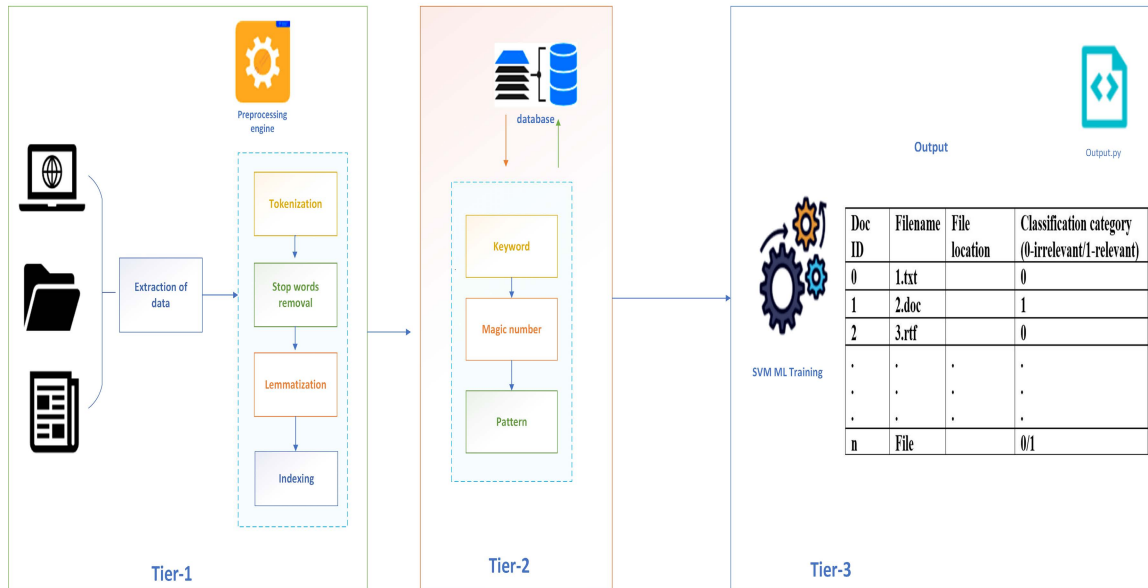 Preprocessing
engine
Extraction of
data
Tokenization
Stop words
removal
Lemmatization
Indexing
Tier-1
database
Keyword
Magic number
Pattern
Tier-2
Output
Output.py
SVM ML Training
Doc ID Filename File location Classification category (0-irrelevant/1-relevant)
0 1.txt 0
1 2.doc 1
2 3.rtf 0
. . . .
. . . .
. . . .
n File 0/1
Tier-3